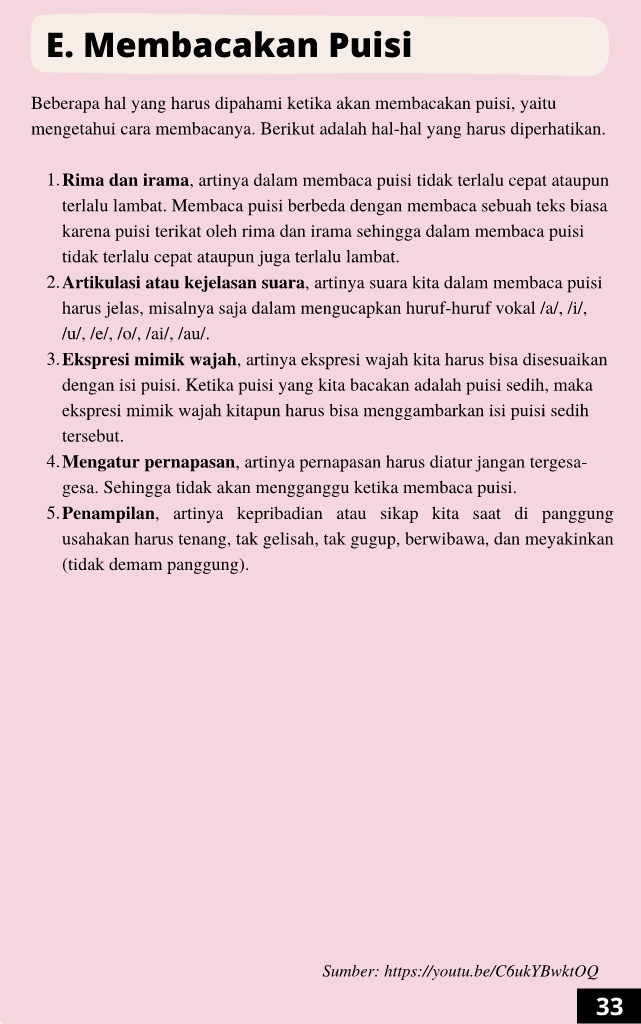 E. Membacakan Puisi
Beberapa hal yang harus dipahami ketika akan membacakan puisi, yaitu
mengetahui cara membacanya. Berikut adalah hal-hal yang harus diperhatikan.
1. Rima dan irama, artinya dalam membaca puisi tidak terlalu cepat ataupun
terlalu lambat. Membaca puisi berbeda dengan membaca sebuah teks biasa
karena puisi terikat oleh rima dan irama sehingga dalam membaca puisi
tidak terlalu cepat ataupun juga terlalu lambat.
2. Artikulasi atau kejelasan suara, artinya suara kita dalam membaca puisi
harus jelas, misalnya saja dalam mengucapkan huruf-huruf vokal /a/, /i/,
/u/, /e/, /o/, /ai/, /au/.
3. Ekspresi mimik wajah, artinya ekspresi wajah kita harus bisa disesuaikan
dengan isi puisi. Ketika puisi yang kita bacakan adalah puisi sedih, maka
ekspresi mimik wajah kitapun harus bisa menggambarkan isi puisi sedih
tersebut.
4. Mengatur pernapasan, artinya pernapasan harus diatur jangan tergesa-
gesa. Sehingga tidak akan mengganggu ketika membaca puisi.
5. Penampilan, artinya kepribadian atau sikap kita saat di panggung
usahakan harus tenang, tak gelisah, tak gugup, berwibawa, dan meyakinkan
(tidak demam panggung).
Sumber: https://youtu.be/C6ukYBwktOQ
33